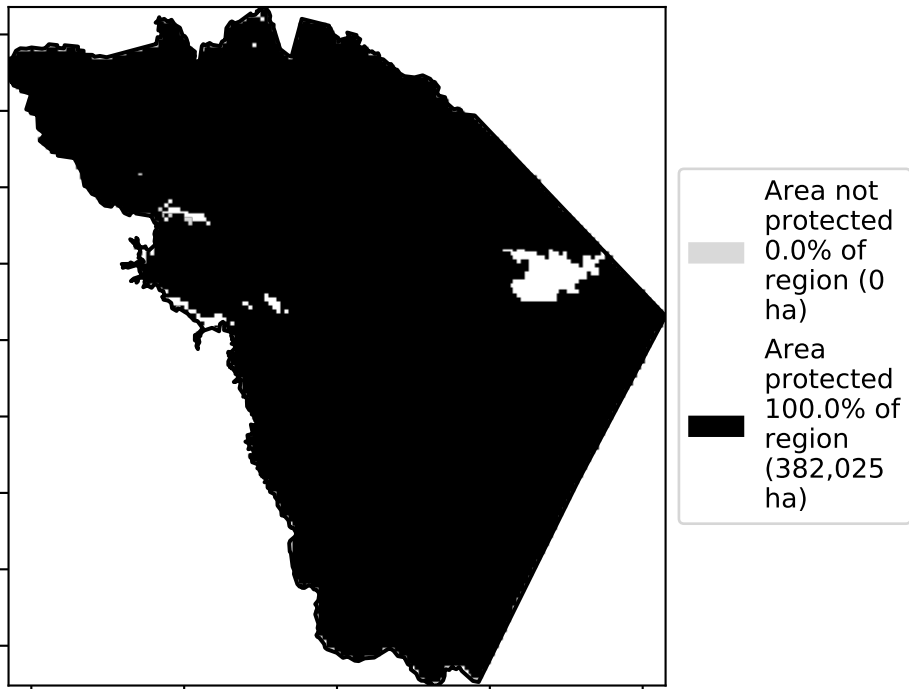 Area not
protected
0.0% of
region (0
ha)
Area
protected
100.0% of
region
(382,025
ha)